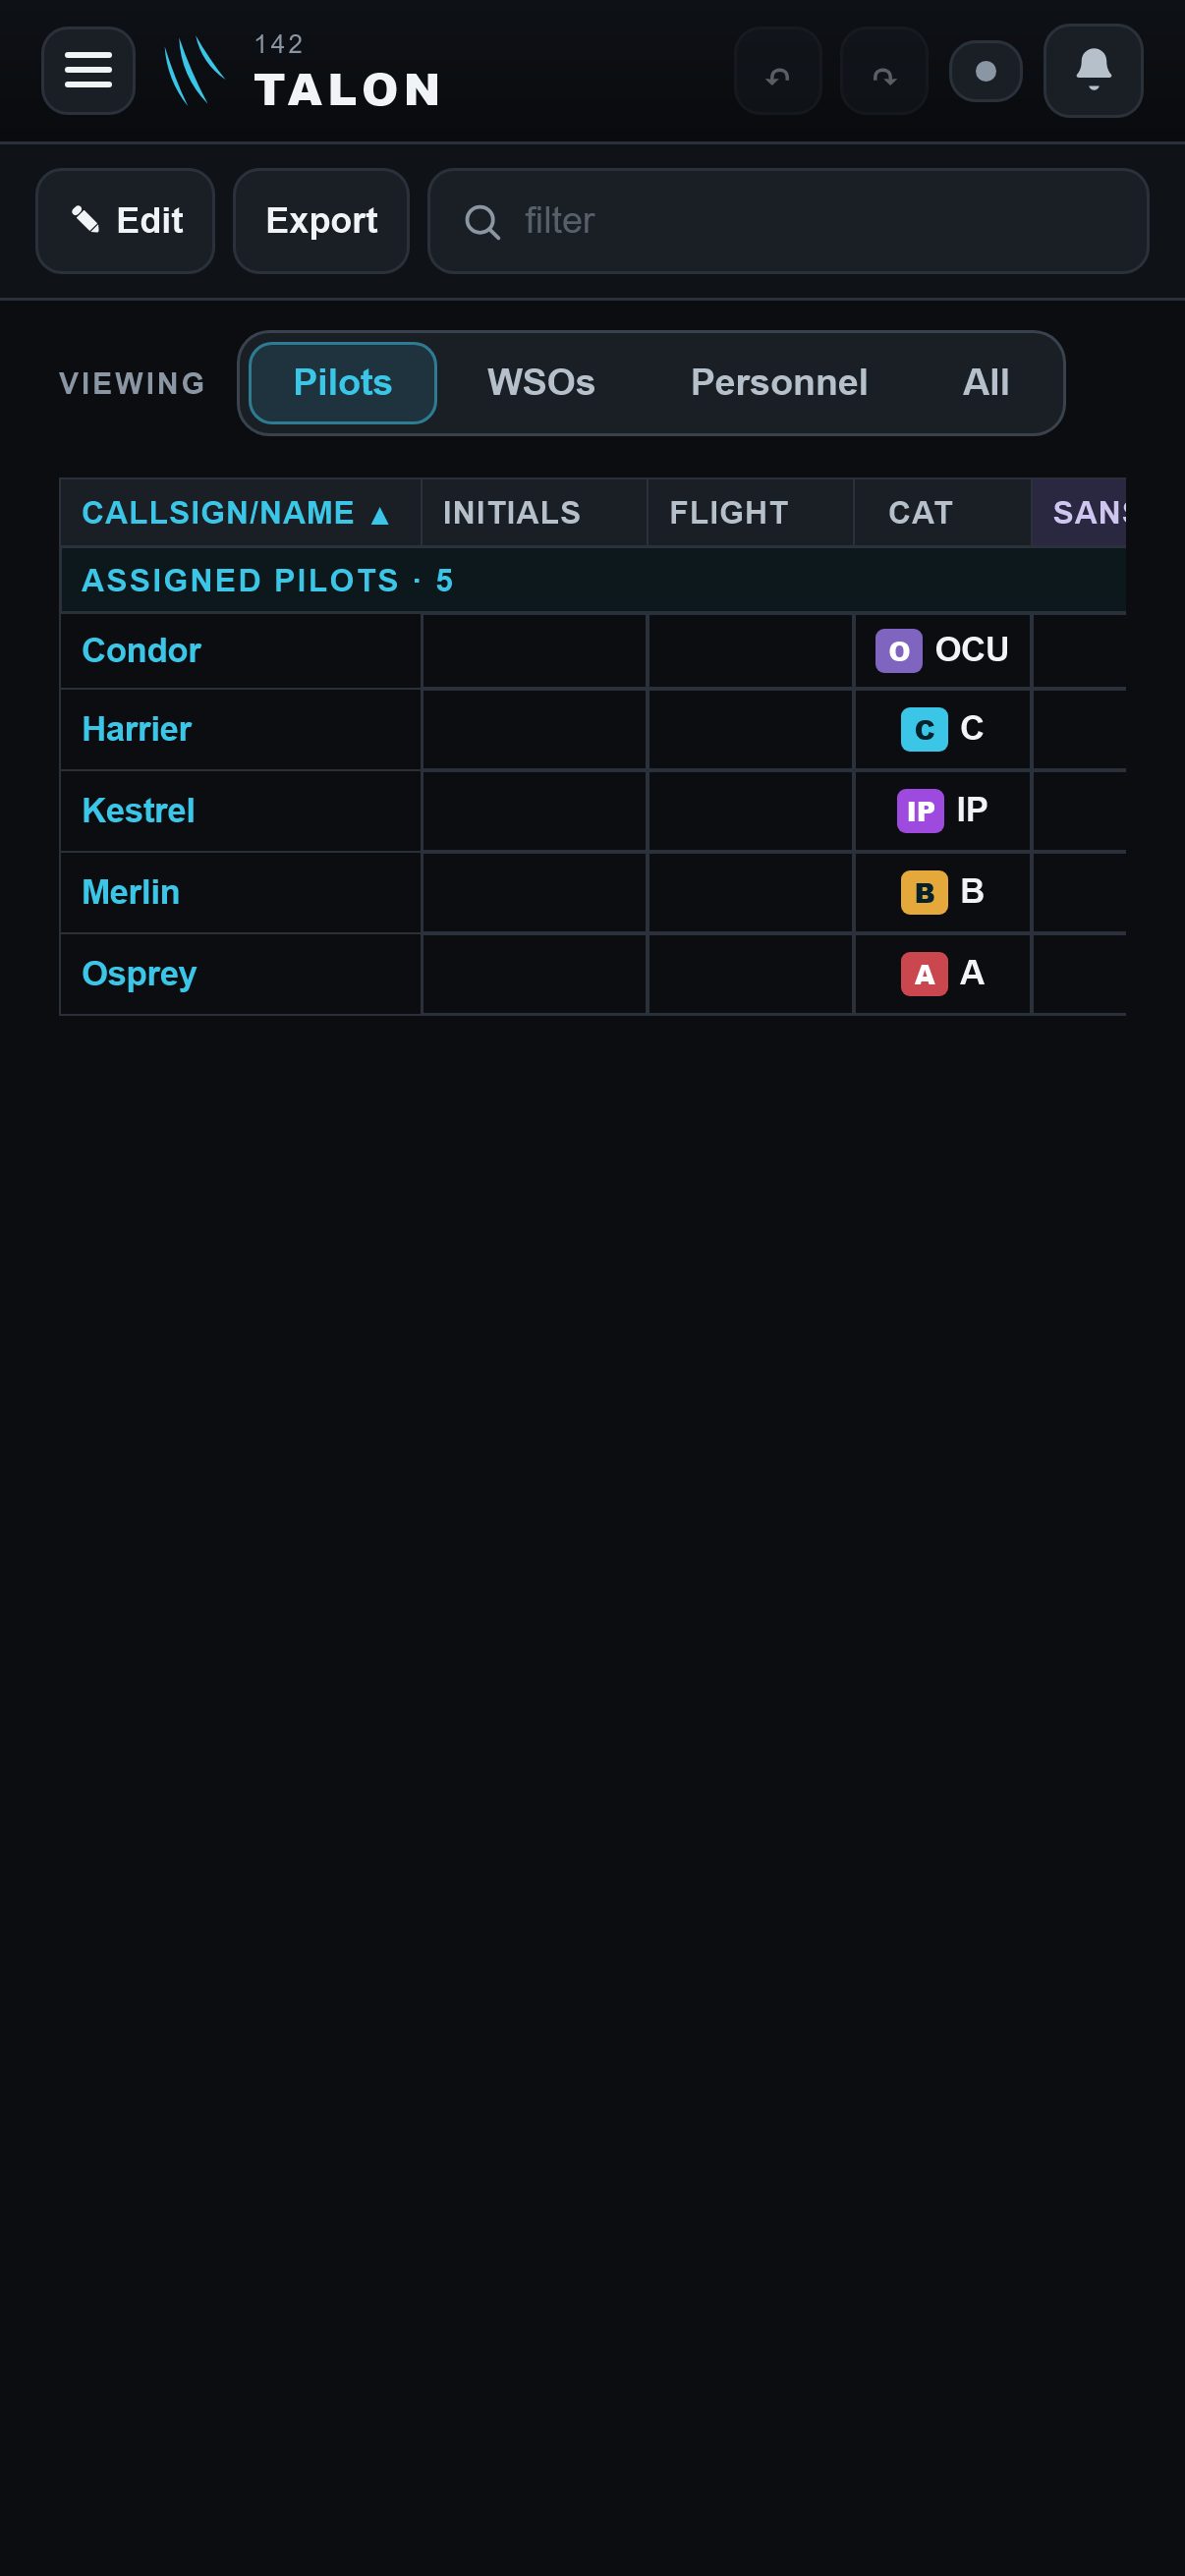 142
TALON
Edit
Export
filter
VIEWING
Pilots
WSOs
Personnel
All
CALLSIGN/NAME ▲ INITIALS FLIGHT CAT SANS
ASSIGNED PILOTS · 5
Condor O OCU
Harrier C C
Kestrel IP IP
Merlin B B
Osprey A A